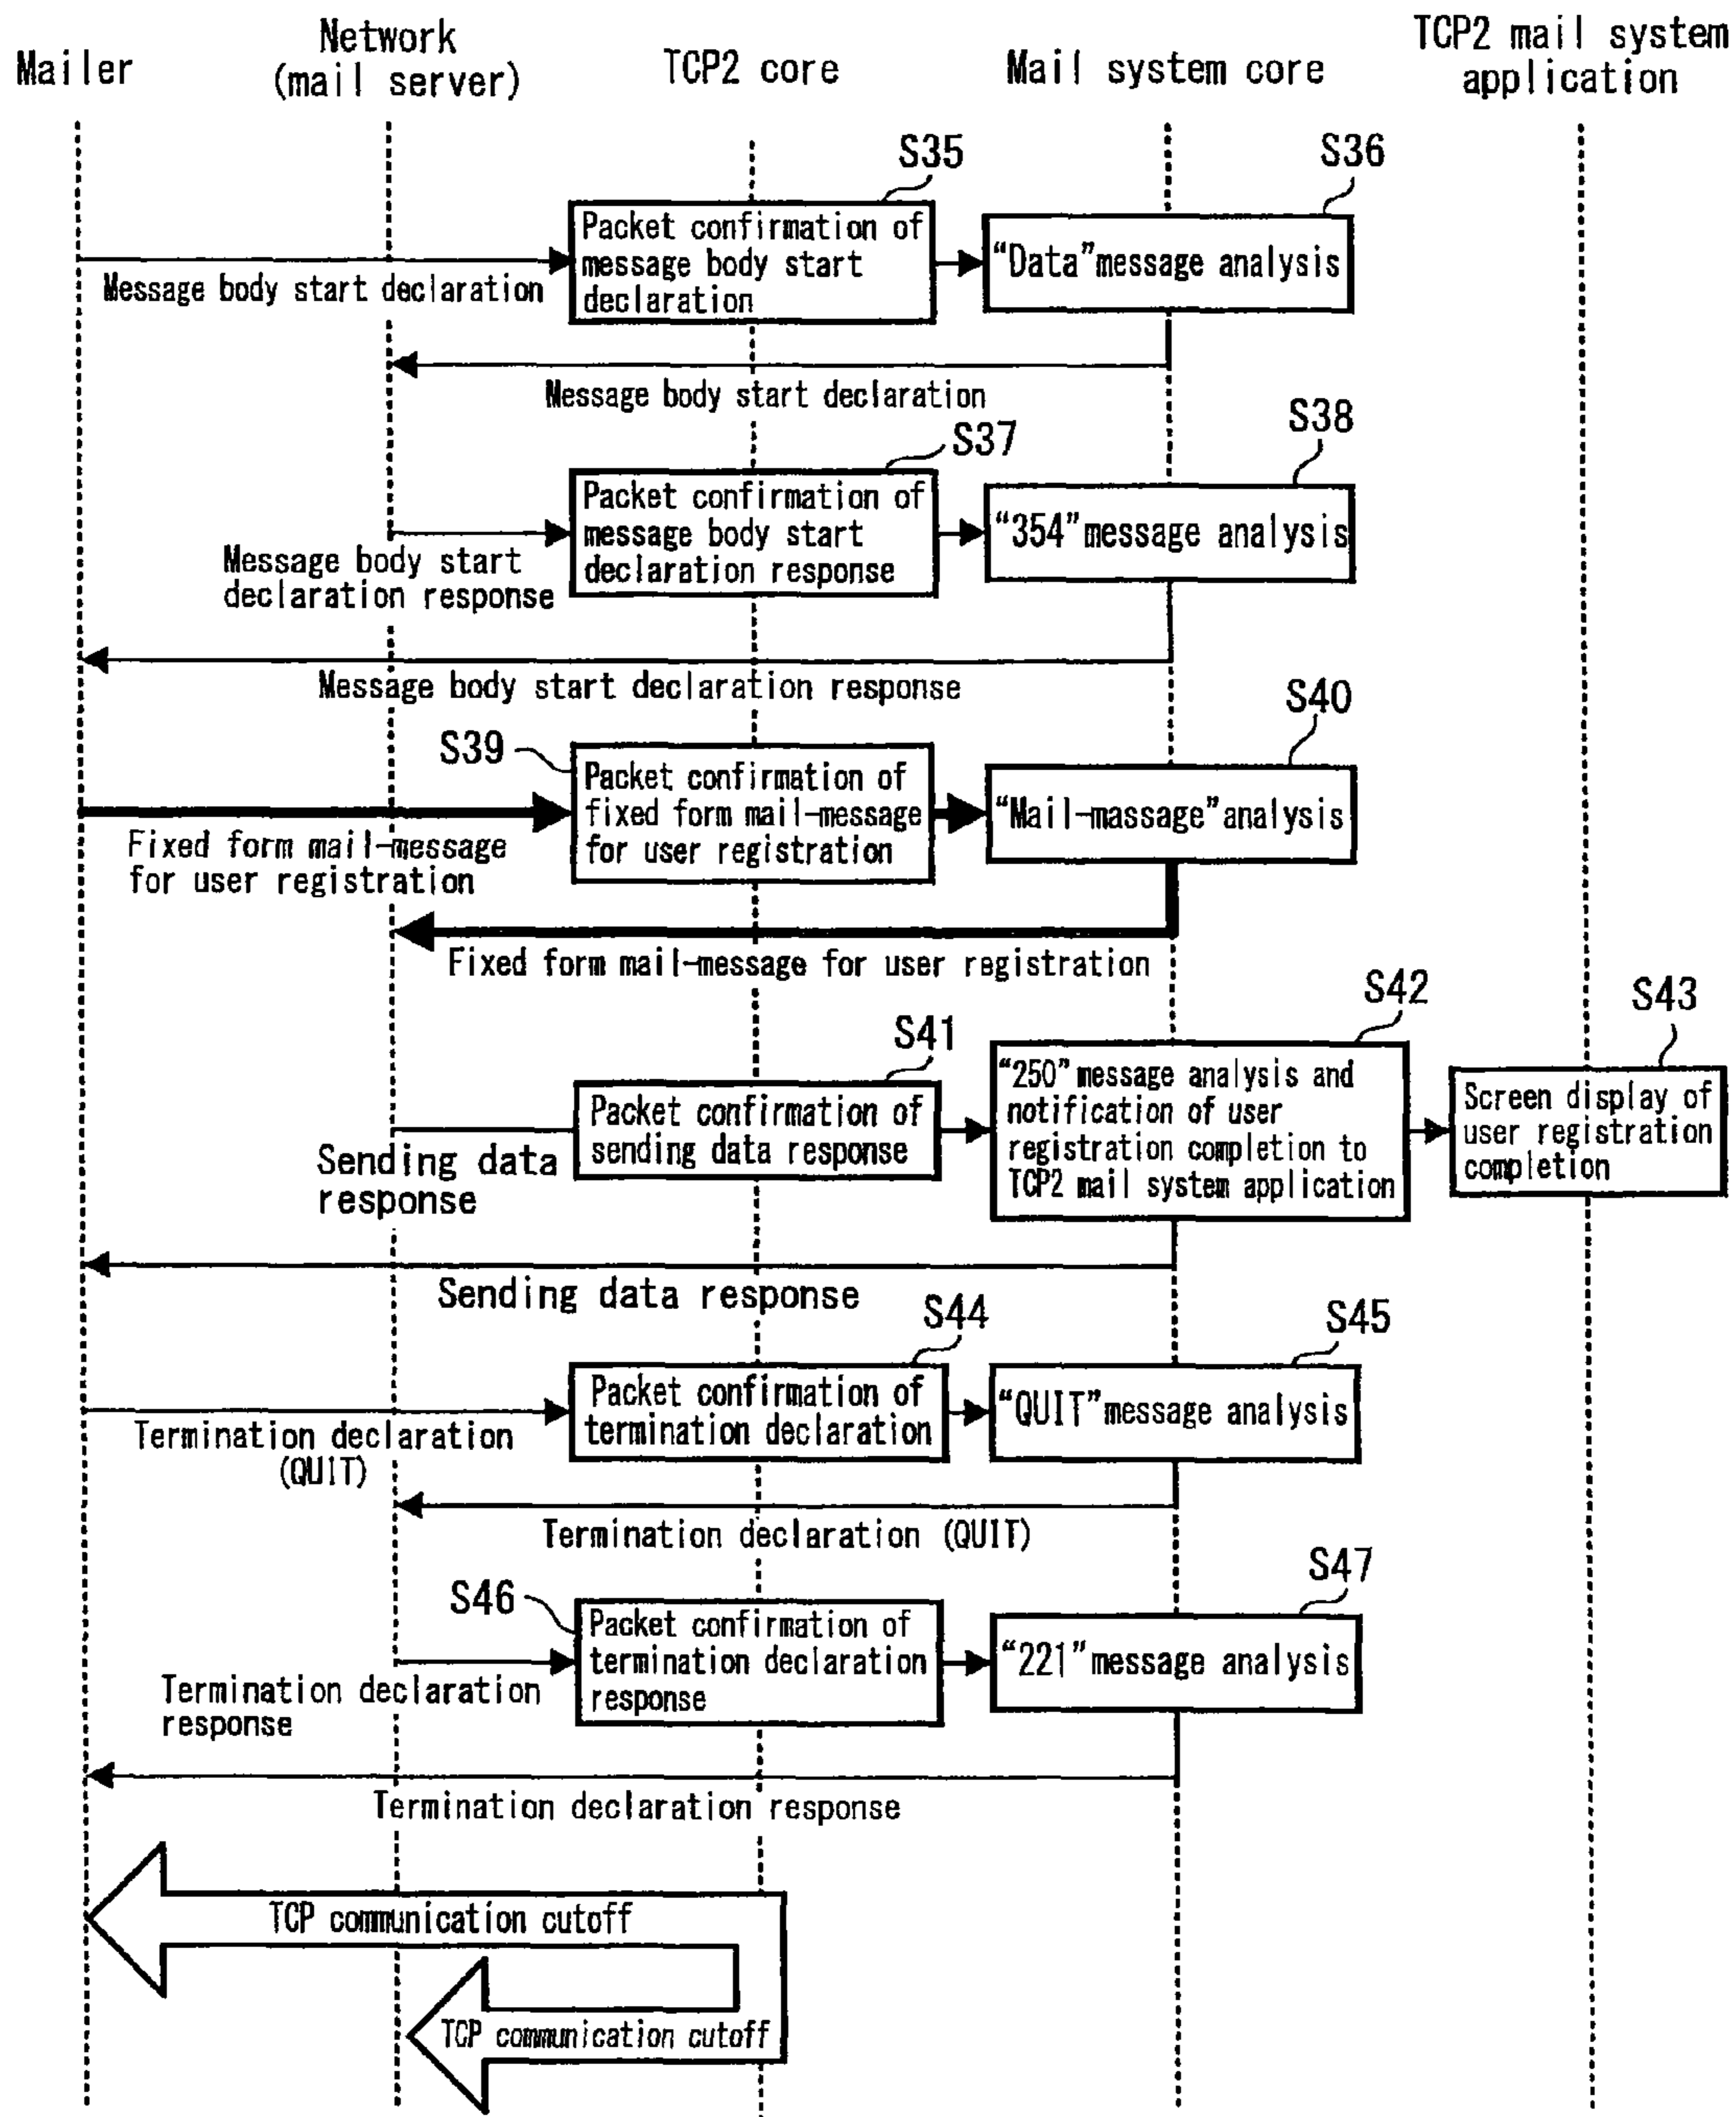 Mailer
Network
(mail server)
TCP2 core
Mail system core
TCP2 mail system
application
S35
S36
Packet confirmation of
message body start
declaration
“Data”message analysis
Message body start declaration
Message body start declaration
S37
S38
Packet confirmation of
message body start
declaration response
“354”message analysis
Message body start
declaration response
Message body start declaration response
S39
S40
Packet confirmation of
fixed form mail-message
for user registration
“Mail-massage”analysis
Fixed form mail-message
for user registration
Fixed form mail-message for user registration
S41
S42
S43
Packet confirmation of
sending data response
“250”message analysis and
notification of user
registration completion to
TCP2 mail system application
Screen display of
user registration
completion
Sending data
response
Sending data response
S44
S45
Packet confirmation of
termination declaration
“QUIT”message analysis
Termination declaration
(QUIT)
Termination declaration (QUIT)
S46
S47
Packet confirmation of
termination declaration
response
“221”message analysis
Termination declaration
response
Termination declaration response
TCP communication cutoff
TCP communication cutoff